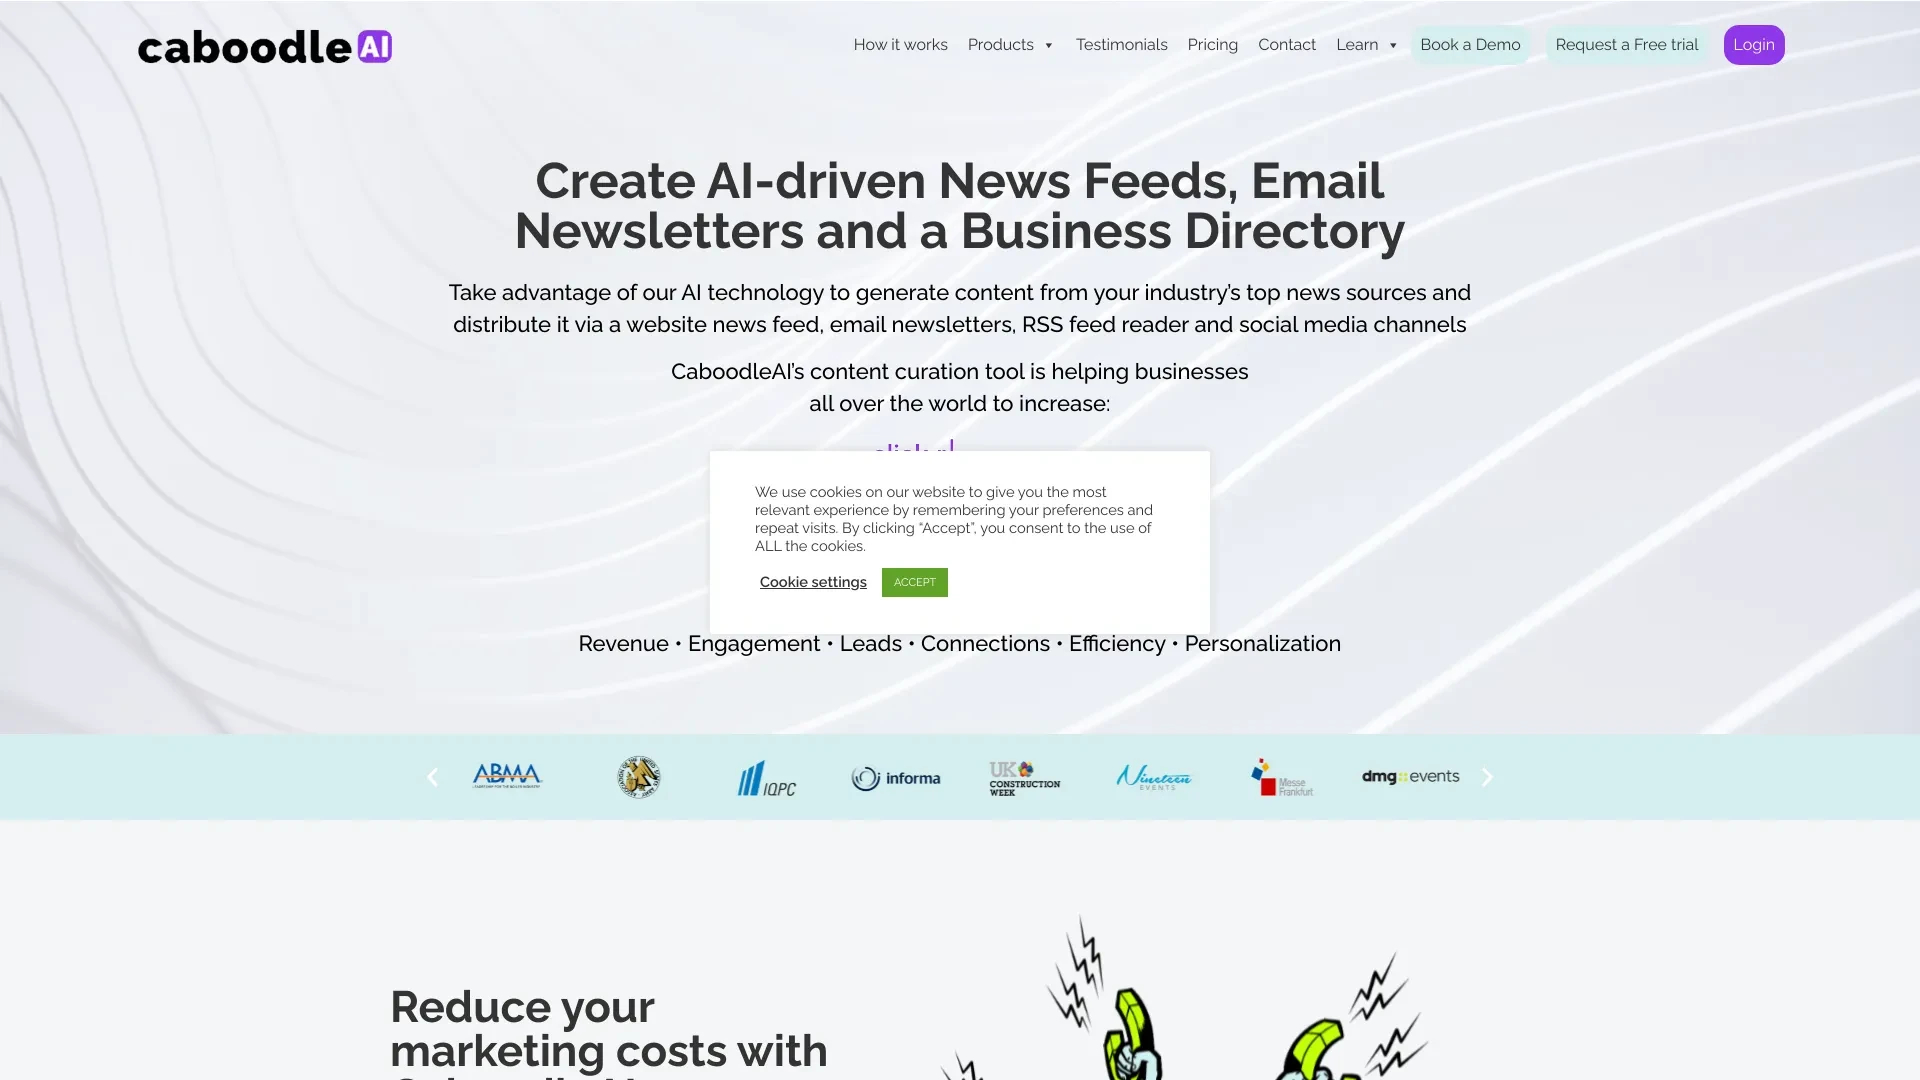 caboodle AI
How it works
Products
Testimonials
Pricing
Contact
Learn
Book a Demo
Request a Free trial
Login
Create AI-driven News Feeds, Email
Newsletters and a Business Directory
Take advantage of our AI technology to generate content from your industry’s top news sources and
distribute it via a website news feed, email newsletters, RSS feed reader and social media channels
CaboodleAI’s content curation tool is helping businesses
all over the world to increase:
We use cookies on our website to give you the most
relevant experience by remembering your preferences and
repeat visits. By clicking “Accept”, you consent to the use of
ALL the cookies.
Cookie settings
ACCEPT
Revenue • Engagement • Leads • Connections • Efficiency • Personalization
ABMA
IQPC
informa
UK
CONSTRUCTION
WEEK
Nineteen
EVENTS
Messe
Frankfurt
dmg::events
Reduce your
marketing costs with